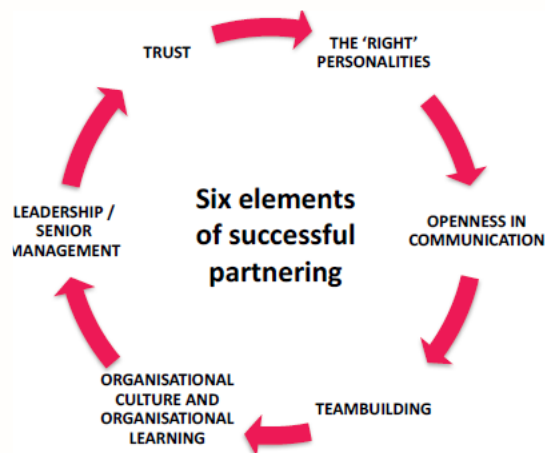 TRUST
THE ‘RIGHT’
PERSONALITIES
OPENNESS IN
COMMUNICATION
TEAMBUILDING
ORGANISATIONAL
CULTURE AND
ORGANISATIONAL
LEARNING
LEADERSHIP /
SENIOR
MANAGEMENT
Six elements
of successful
partnering